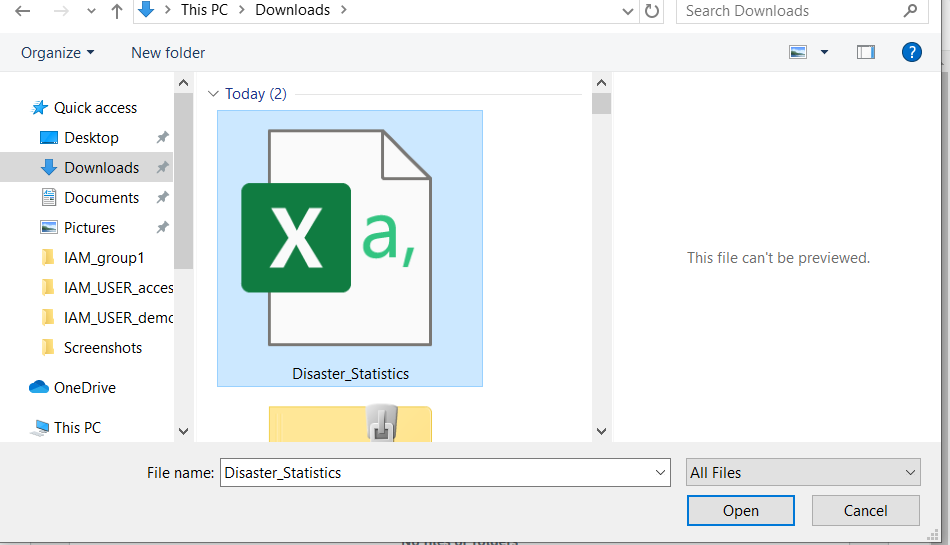 This PC > Downloads >
Search Downloads
Organize
New folder
?
Quick access
Desktop
Downloads
Documents
Pictures
IAM_group1
IAM_USER_acces
IAM_USER_demo
Screenshots
OneDrive
This PC
Today (2)
X a,
Disaster_Statistics
This file can't be previewed.
File name: Disaster_Statistics
All Files
Open
Cancel